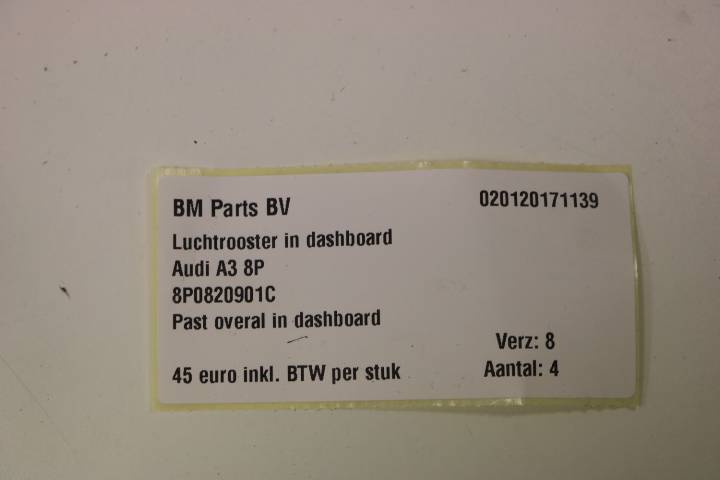 BM Parts BV 020120171139
Luchtrooster in dashboard
Audi A3 8P
8P0820901C
Past overal in dashboard
Verz: 8
45 euro inkl. BTW per stuk Aantal: 4